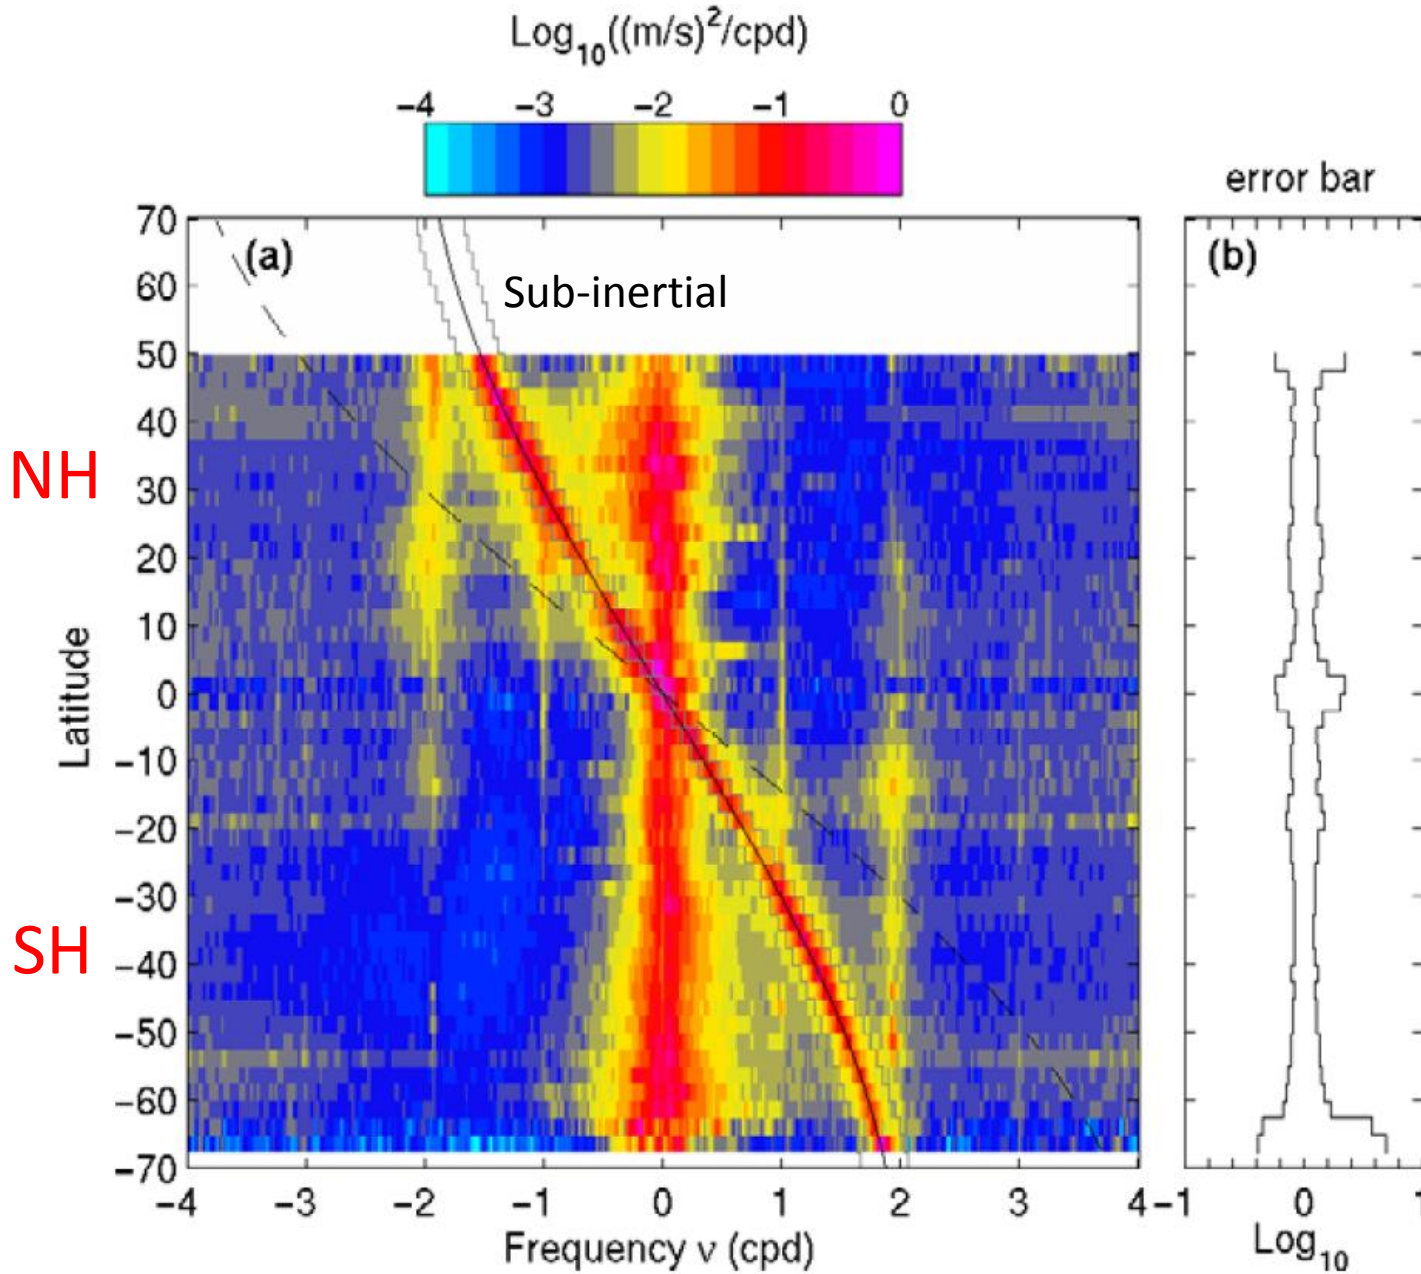 Log10((m/s)2/cpd)
−4 −3 −2 −1 0
error bar
(a)
Sub-inertial
(b)
NH
SH
Latitude
70
60
50
40
30
20
10
0
−10
−20
−30
−40
−50
−60
−70
−4 −3 −2 −1 0 1 2 3 4
Frequency ν (cpd)
−1 0 1
Log10